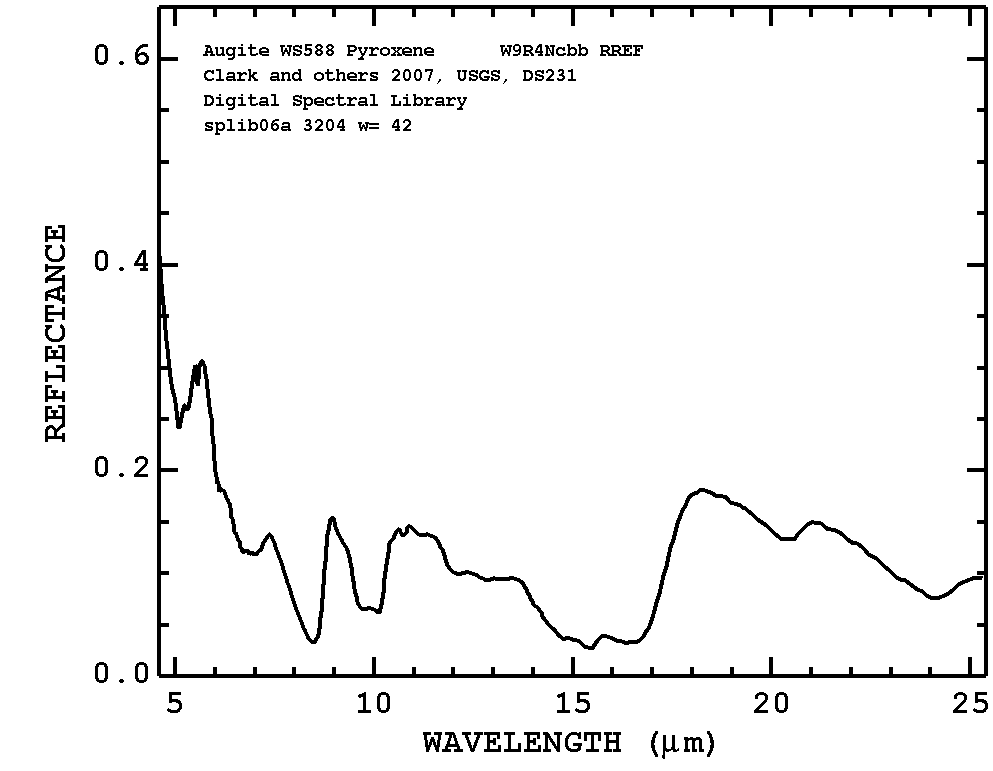 Augite WS588 Pyroxene W9R4Ncbb RREF
Clark and others 2007, USGS, DS231
Digital Spectral Library
splib06a 3204 w= 42
REFLECTANCE
0.6
0.4
0.2
0.0
5 10 15 20 25
WAVELENGTH (μm)